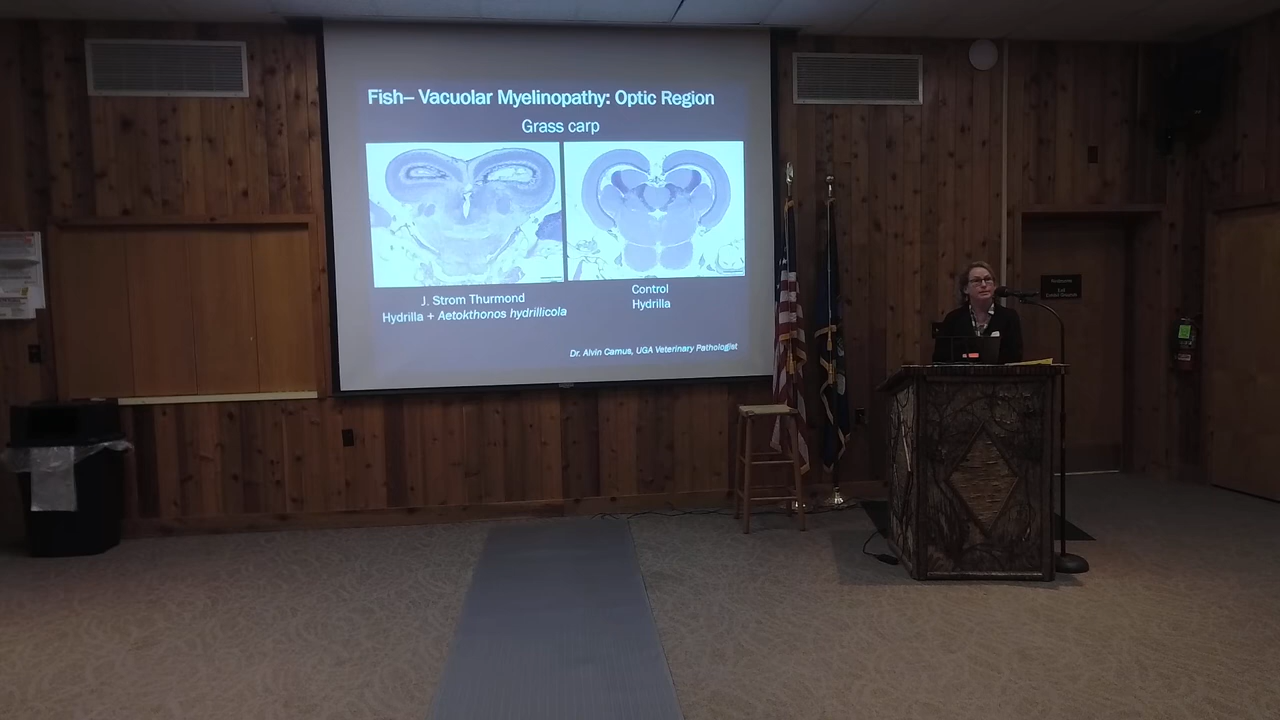 Fish– Vacuolar Myelinopathy: Optic Region
Grass carp
J. Strom Thurmond
Hydrilla + Aetokthonos hydrillicola
Control
Hydrilla
Dr. Alvin Camus, UGA Veterinary Pathologist